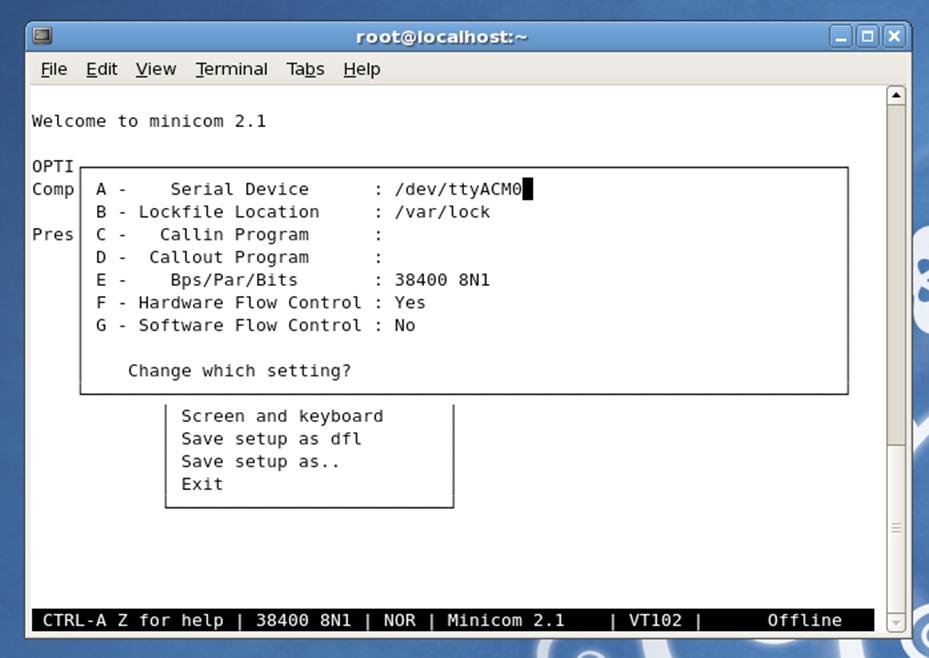 root@localhost:~
File Edit View Terminal Tabs Help
Welcome to minicom 2.1
OPTI
Comp
Pres
A - Serial Device : /dev/ttyACM0
B - Lockfile Location : /var/lock
C - Callin Program :
D - Callout Program :
E - Bps/Par/Bits : 38400 8N1
F - Hardware Flow Control : Yes
G - Software Flow Control : No
Change which setting?
Screen and keyboard
Save setup as dfl
Save setup as..
Exit
CTRL-A Z for help | 38400 8N1 | NOR | Minicom 2.1 | VT102 | Offline